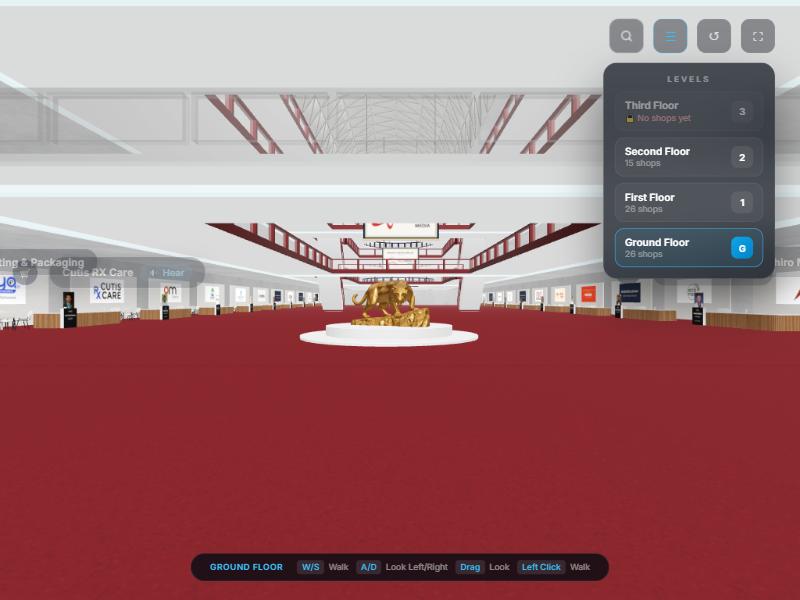 LEVELS
Third Floor
No shops yet
3
Second Floor
15 shops
2
First Floor
26 shops
1
Ground Floor
26 shops
G
MEDIA
ting & Packaging
Cutis RX Care
Hear
hiro M
CUTIS
RX CARE
om
GROUND FLOOR W/S Walk A/D Look Left/Right Drag Look Left Click Walk